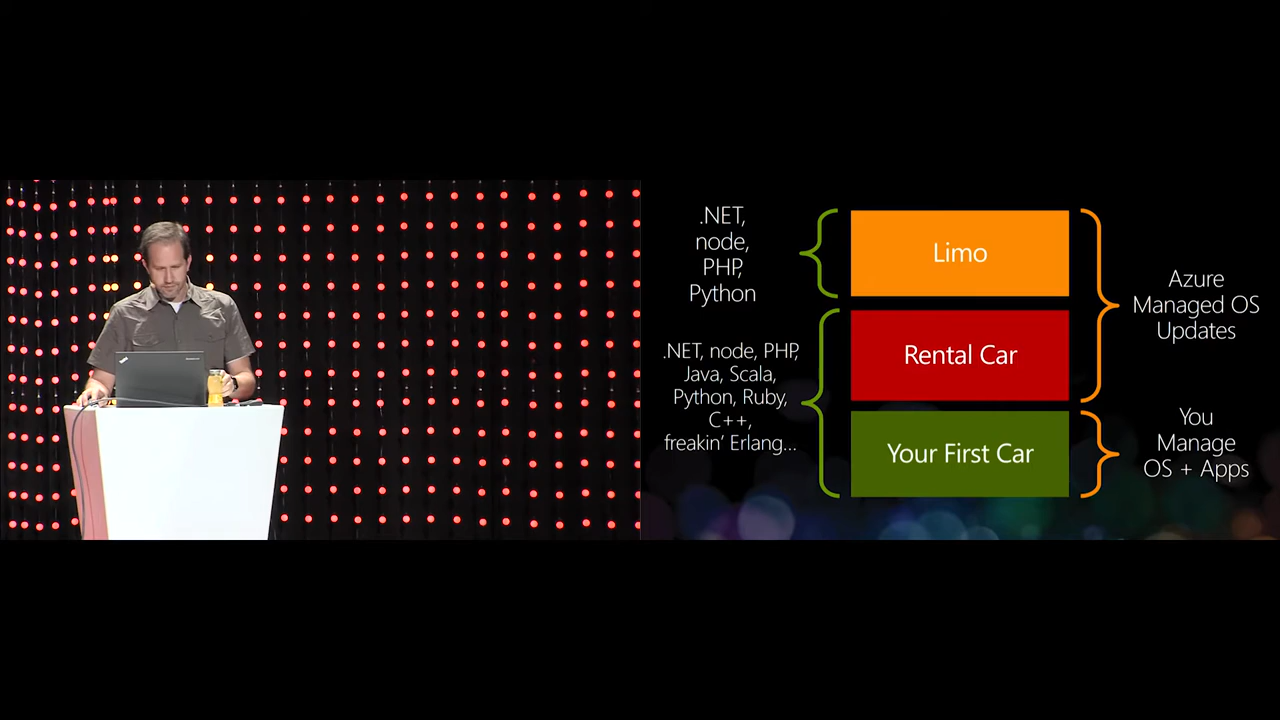 .NET,
node,
PHP,
Python
.NET, node, PHP,
Java, Scala,
Python, Ruby,
C++,
freakin' Erlang...
Limo
Rental Car
Your First Car
Azure
Managed OS
Updates
You
Manage
OS + Apps